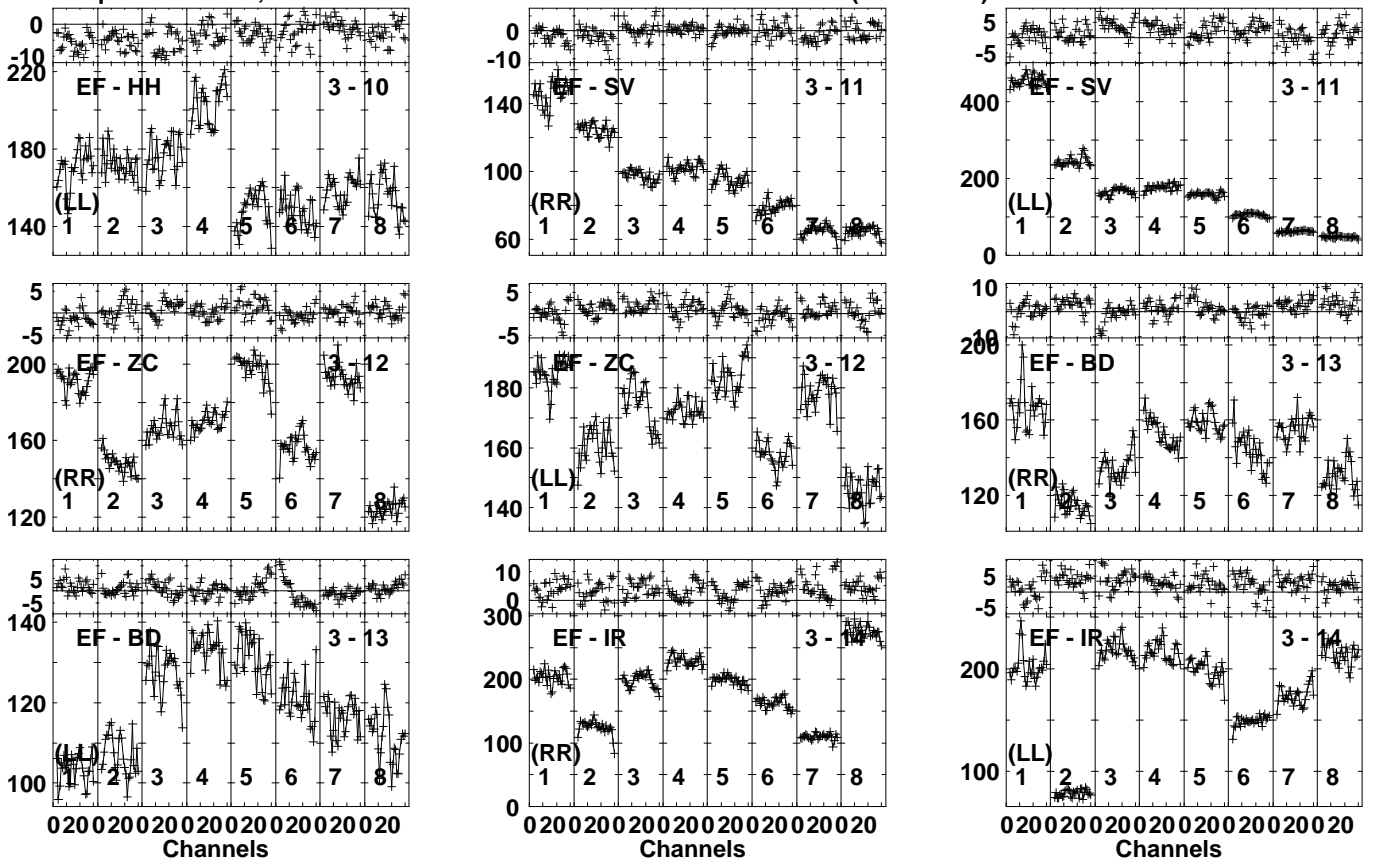 0
-10
220
180
140
EF - HH 3 - 10
(LL)
1 2 3 4 5 6 7 8
0
-10
140
100
60
EF - SV 3 - 11
(RR)
1 2 3 4 5 6 7 8
5
-5
400
200
0
EF - SV 3 - 11
(LL)
1 2 3 4 5 6 7 8
5
-5
200
160
120
EF - ZC 3 - 12
(RR)
1 2 3 4 5 6 7 8
5
-5
180
160
140
EF - ZC 3 - 12
(LL)
1 2 3 4 5 6 7 8
10
200
160
120
EF - BD 3 - 13
(RR)
1 2 3 4 5 6 7 8
5
-5
140
120
100
EF - BD 3 - 13
(LL)
1 2 3 4 5 6 7 8
0 20 0 20 0 20 0 20 0 20 0 20 0 20 0 20
Channels
10
0
300
200
100
0
EF - IR 3 - 14
(RR)
1 2 3 4 5 6 7 8
0 20 0 20 0 20 0 20 0 20 0 20 0 20 0 20
Channels
5
-5
200
100
EF - IR 3 - 14
(LL)
1 2 3 4 5 6 7 8
0 20 0 20 0 20 0 20 0 20 0 20 0 20 0 20
Channels